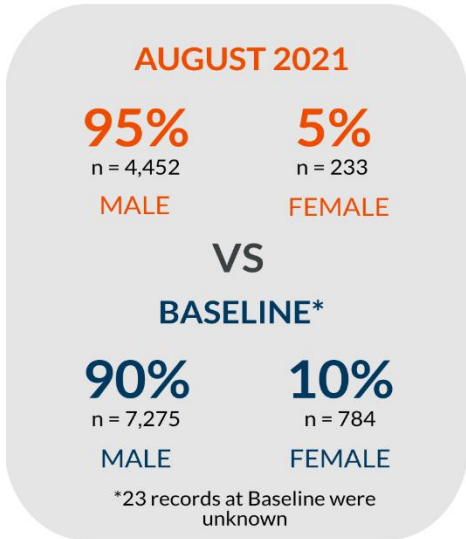 AUGUST 2021
95% 5%
n = 4,452 n = 233
MALE FEMALE
VS
BASELINE*
90% 10%
n = 7,275 n = 784
MALE FEMALE
*23 records at Baseline were
unknown